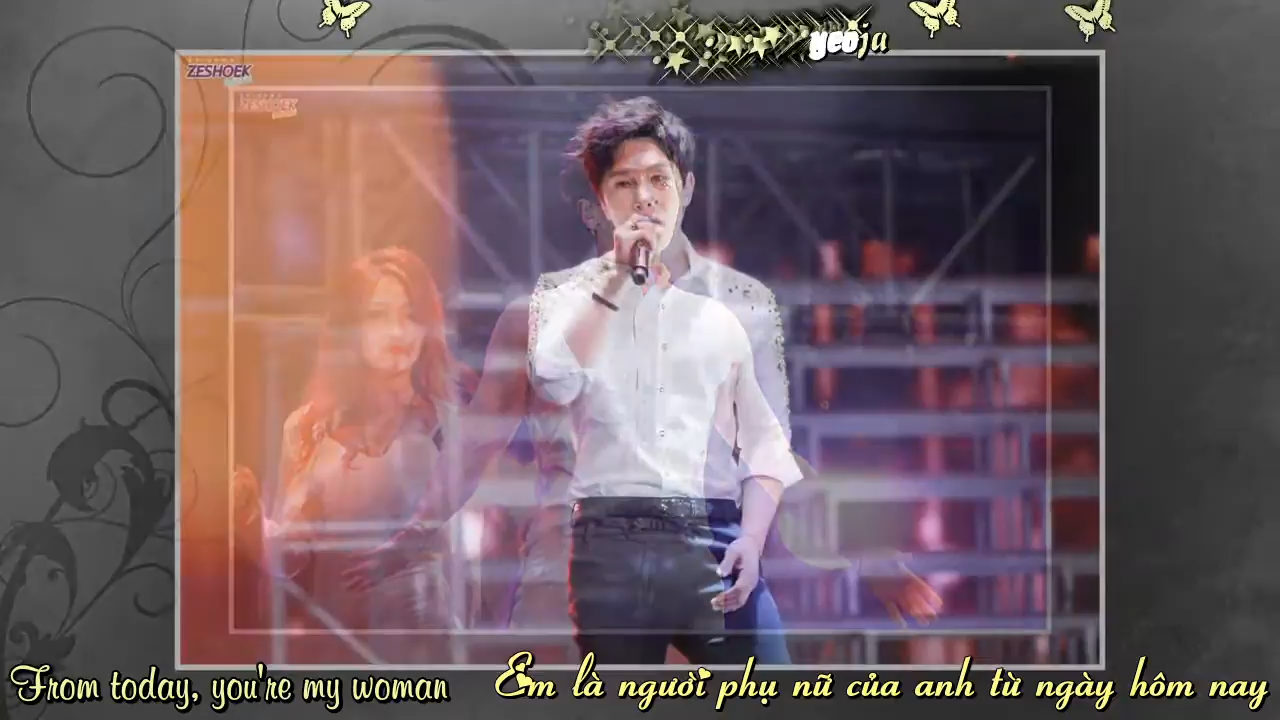 yeoja
ZESHOEK
ZESHOEK
From today, you're my woman
Em là người phụ nữ của anh từ ngày hôm nay